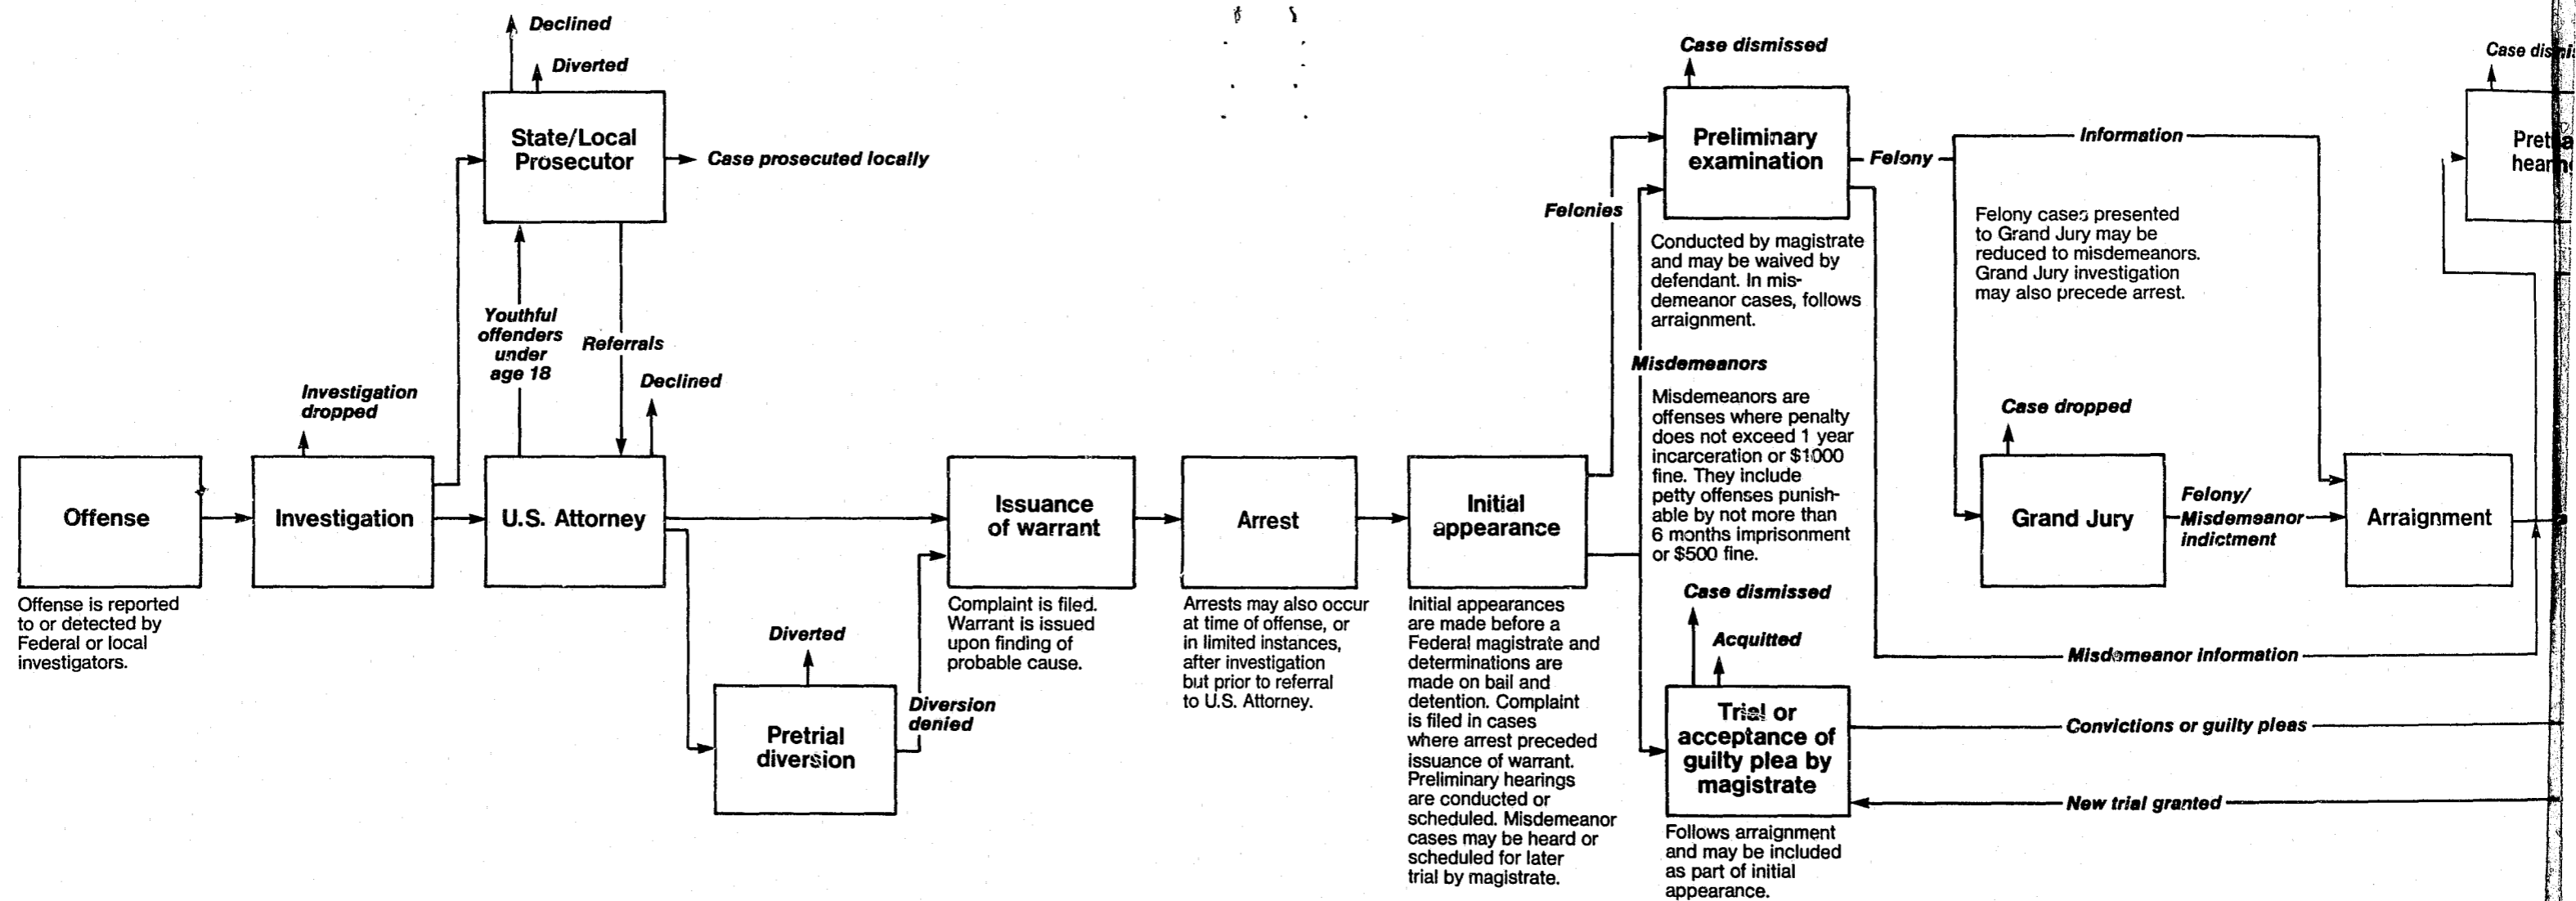 Declined
Diverted
State/Local
Prosecutor
Case prosecuted locally
Youthful
offenders
under
age 18
Referrals
Declined
Investigation
dropped
Offense
Offense is reported
to or detected by
Federal or local
investigators.
Investigation
U.S. Attorney
Diverted
Pretrial
diversion
Diversion
denied
Issuance
of warrant
Complaint is filed.
Warrant is issued
upon finding of
probable cause.
Arrest
Arrests may also occur
at time of offense, or
in limited instances,
after investigation
but prior to referral
to U.S. Attorney.
Initial
appearance
Initial appearances
are made before a
Federal magistrate and
determinations are
made on bail and
detention. Complaint
is filed in cases
where arrest preceded
issuance of warrant.
Preliminary hearings
are conducted or
scheduled. Misdemeanor
cases may be heard or
scheduled for later
trial by magistrate.
Felonies
Case dismissed
Preliminary
examination
Conducted by magistrate
and may be waived by
defendant. In mis-
demeanor cases, follows
arraignment.
Misdemeanors
Misdemeanors are
offenses where penalty
does not exceed 1 year
incarceration or $1000
fine. They include
petty offenses punish-
able by not more than
6 months imprisonment
or $500 fine.
Case dismissed
Acquitted
Trial or
acceptance of
guilty plea by
magistrate
Follows arraignment
and may be included
as part of initial
appearance.
Felony
Information
Felony cases presented
to Grand Jury may be
reduced to misdemeanors.
Grand Jury investigation
may also precede arrest.
Case dropped
Grand Jury
Felony/
Misdemeanor
indictment
Arraignment
Misdemeanor information
Convictions or guilty pleas
New trial granted
Case